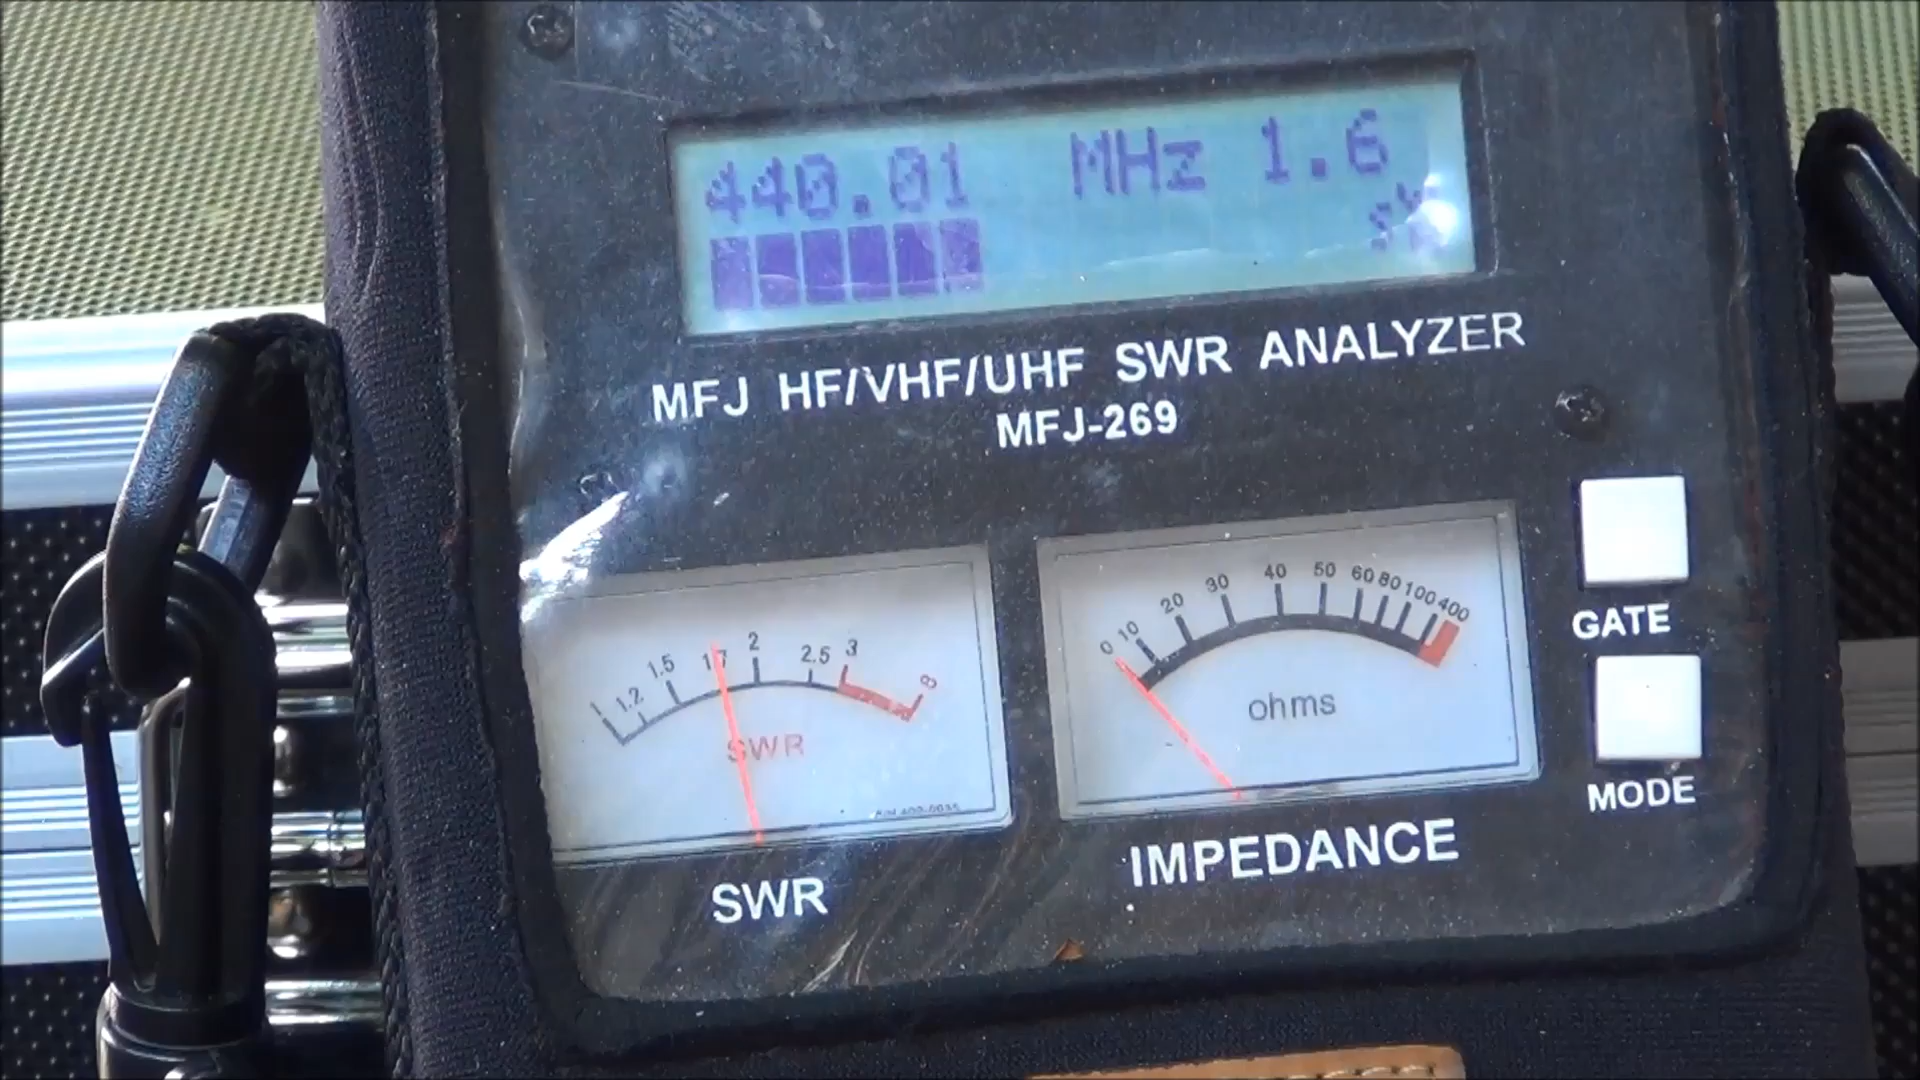 440.01 MHz 1.6
MFJ HF/VHF/UHF SWR ANALYZER
MFJ-269
1 1.2 1.5 1.7 2 2.5 3 8
SWR
SWR
0 10 20 30 40 50 60 80 100 400
ohms
IMPEDANCE
GATE
MODE